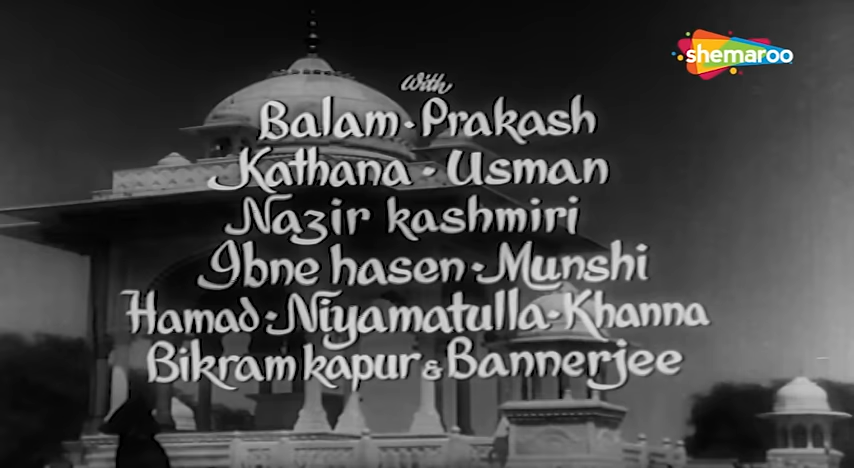 shemaroo
With
Balam · Prakash
Kathana · Usman
Nazir kashmiri
Ibne hasen · Munshi
Hamad · Niyamatulla · Khanna
Bikram kapur & Bannerjee